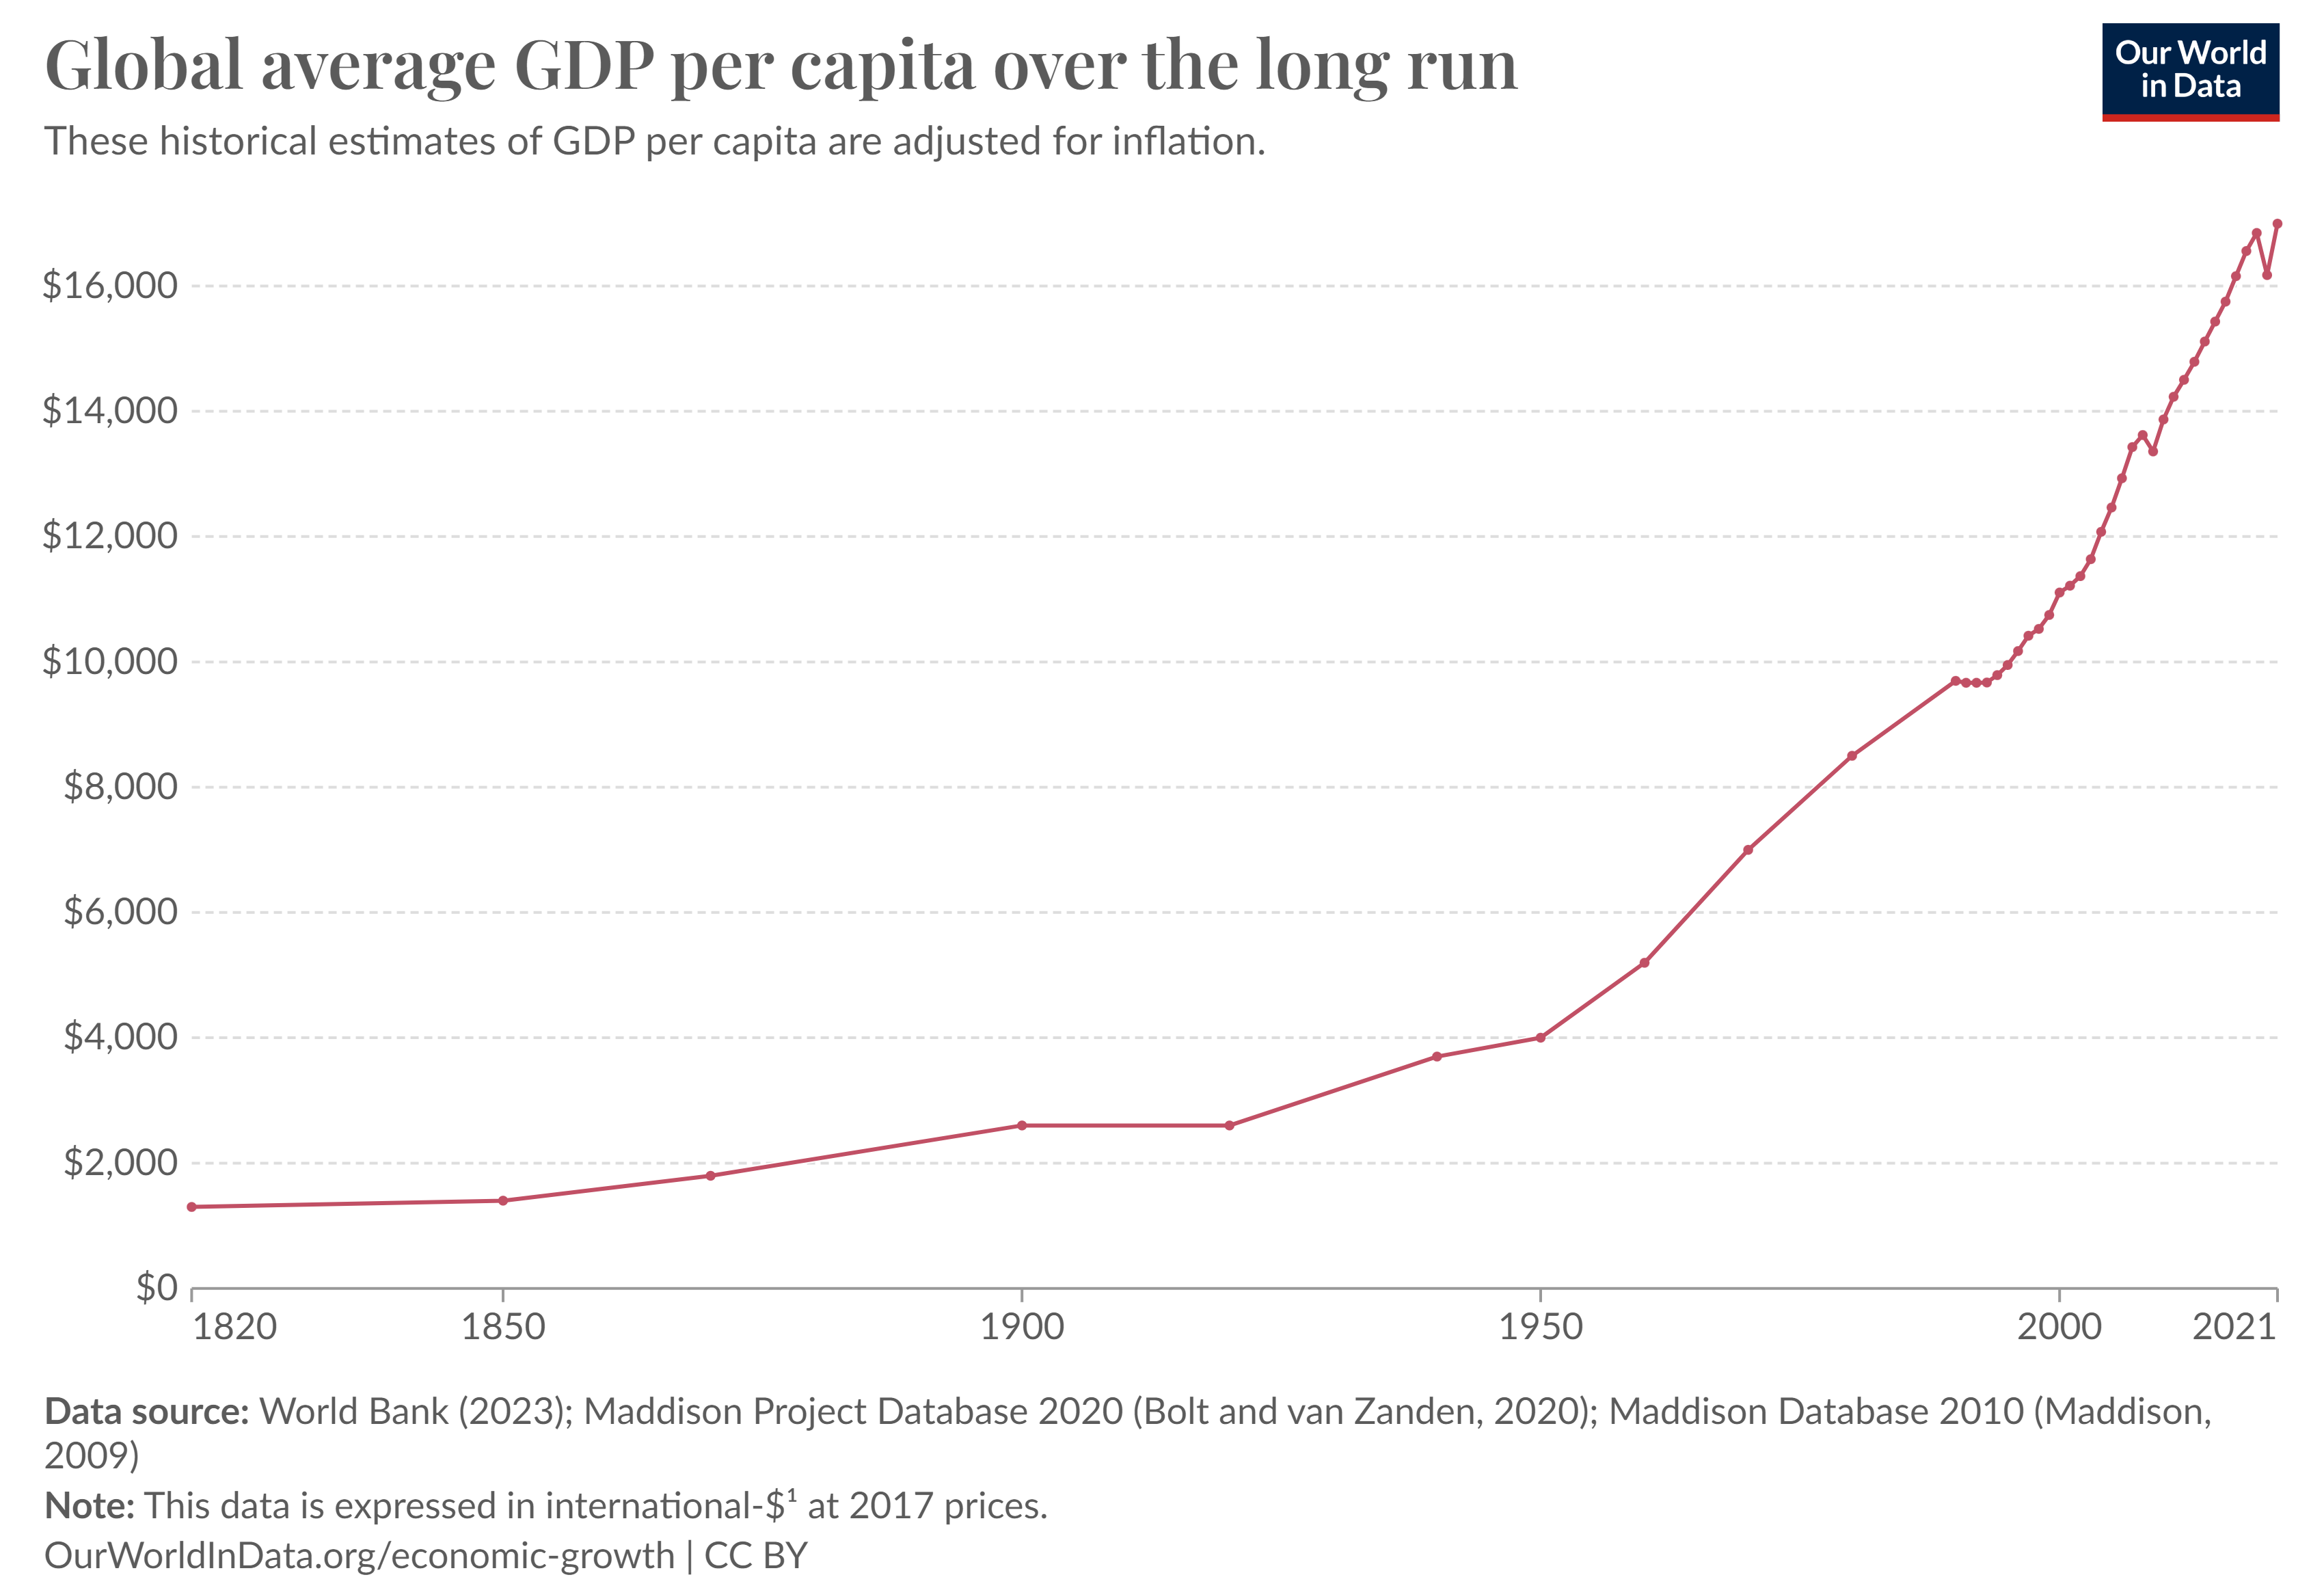 Global average GDP per capita over the long run
Our World
in Data
These historical estimates of GDP per capita are adjusted for inflation.
$16,000
$14,000
$12,000
$10,000
$8,000
$6,000
$4,000
$2,000
$0
1820
1850
1900
1950
2000
2021
Data source: World Bank (2023); Maddison Project Database 2020 (Bolt and van Zanden, 2020); Maddison Database 2010 (Maddison,
2009)
Note: This data is expressed in international-$¹ at 2017 prices.
OurWorldInData.org/economic-growth | CC BY